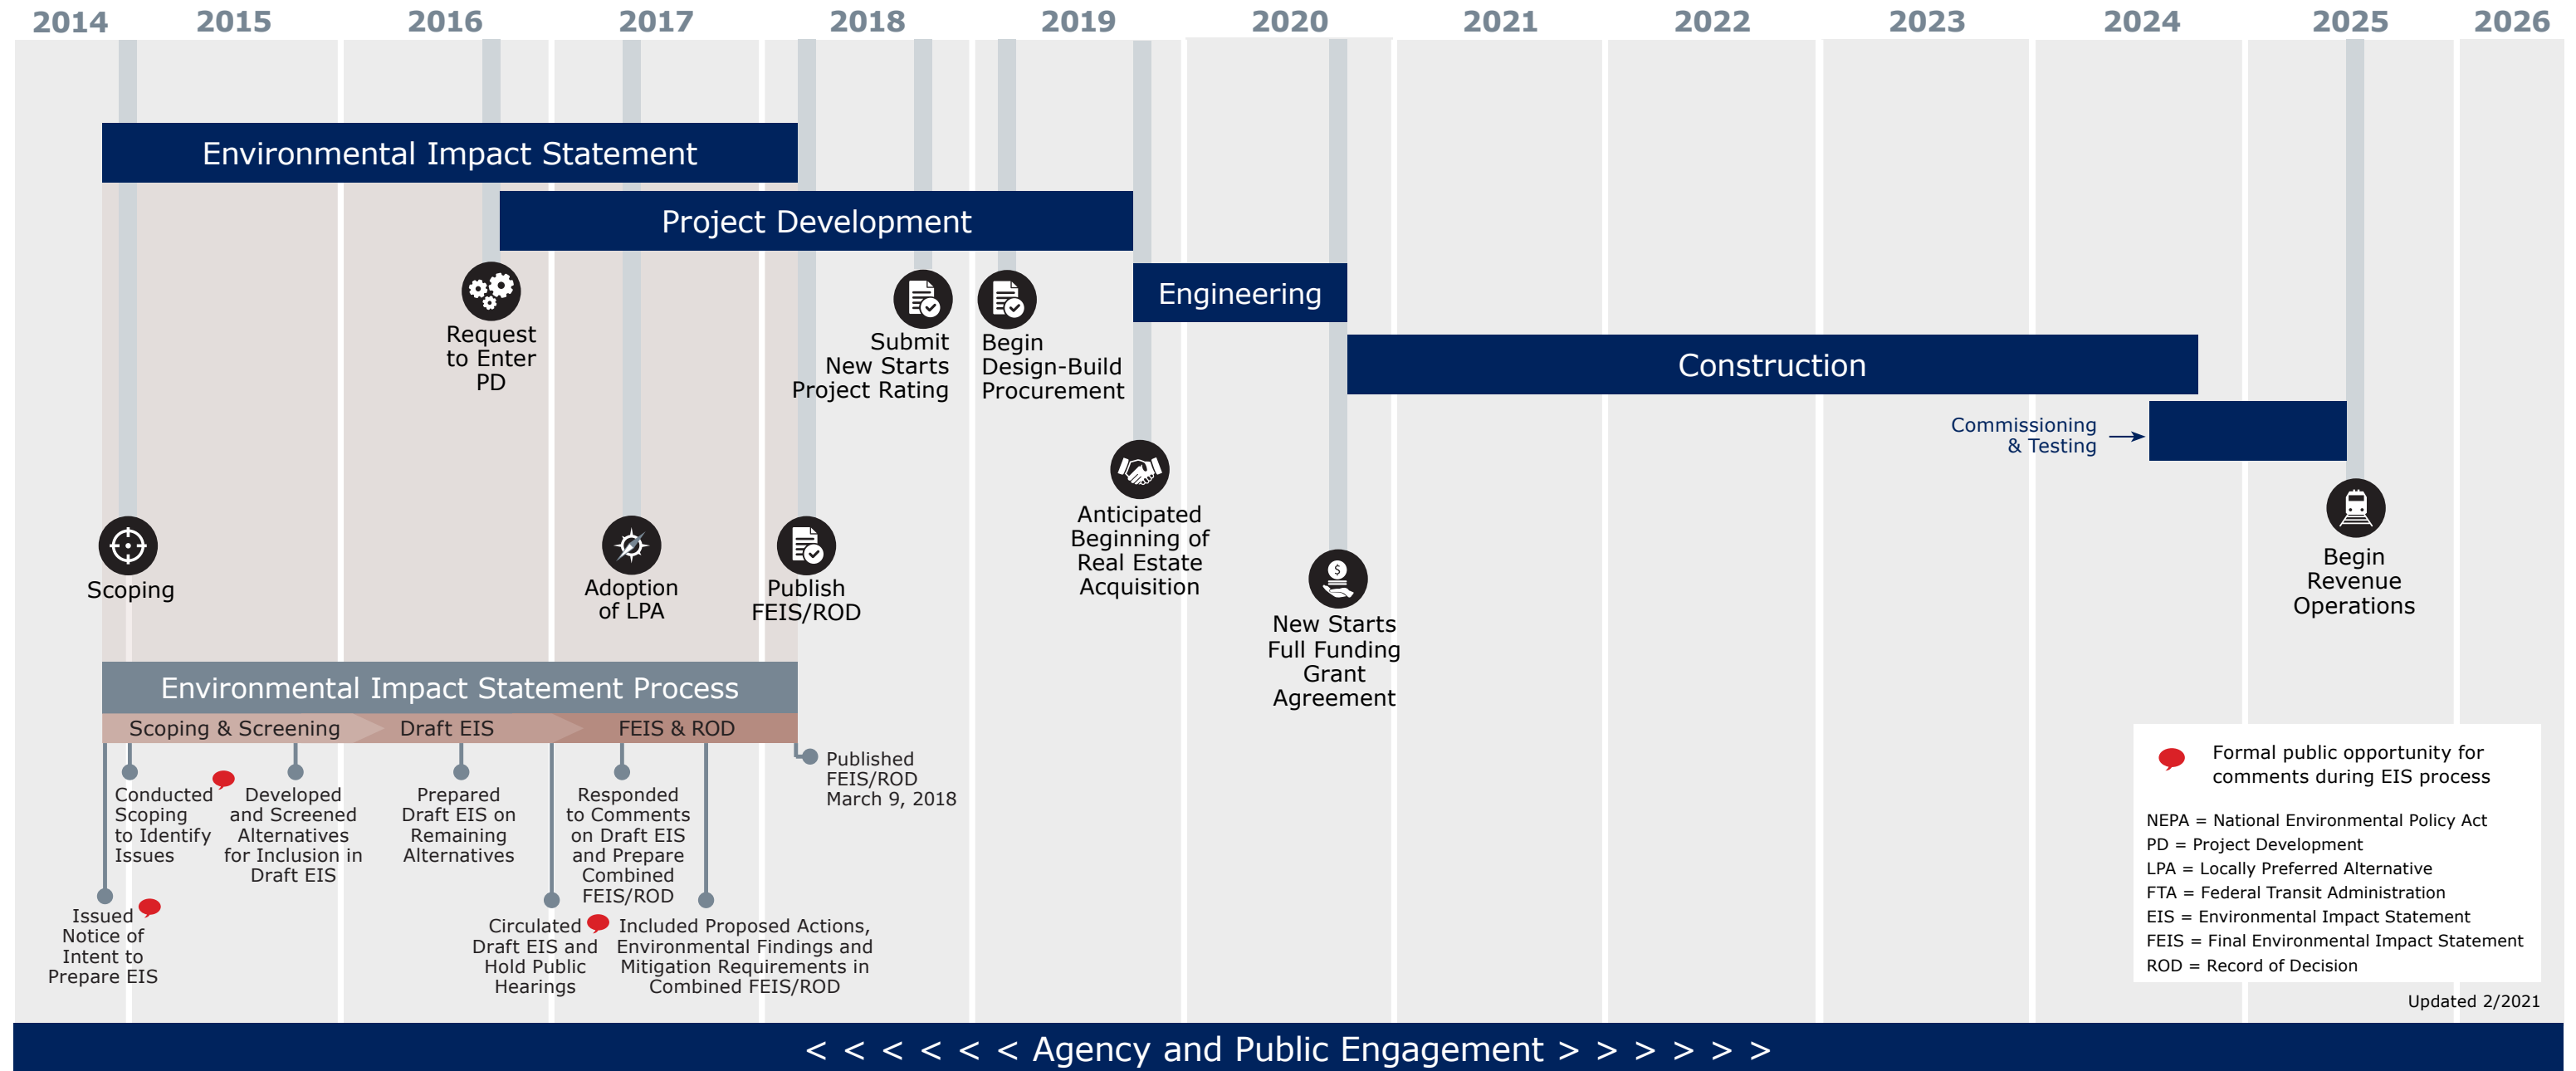 2014 2015 2016 2017 2018 2019 2020 2021 2022 2023 2024 2025 2026
Environmental Impact Statement
Project Development
Engineering
Construction
Commissioning
& Testing
Request
to Enter
PD
Submit
New Starts
Project Rating
Begin
Design-Build
Procurement
Anticipated
Beginning of
Real Estate
Acquisition
New Starts
Full Funding
Grant
Agreement
Begin
Revenue
Operations
Scoping
Adoption
of LPA
Publish
FEIS/ROD
Environmental Impact Statement Process
Scoping & Screening
Draft EIS
FEIS & ROD
Issued
Notice of
Intent to
Prepare EIS
Conducted
Scoping
to Identify
Issues
Developed
and Screened
Alternatives
for Inclusion in
Draft EIS
Prepared
Draft EIS on
Remaining
Alternatives
Circulated
Draft EIS and
Hold Public
Hearings
Responded
to Comments
on Draft EIS
and Prepare
Combined
FEIS/ROD
Included Proposed Actions,
Environmental Findings and
Mitigation Requirements in
Combined FEIS/ROD
Published
FEIS/ROD
March 9, 2018
Formal public opportunity for
comments during EIS process
NEPA = National Environmental Policy Act
PD = Project Development
LPA = Locally Preferred Alternative
FTA = Federal Transit Administration
EIS = Environmental Impact Statement
FEIS = Final Environmental Impact Statement
ROD = Record of Decision
Updated 2/2021
< < < < < < Agency and Public Engagement > > > > > >